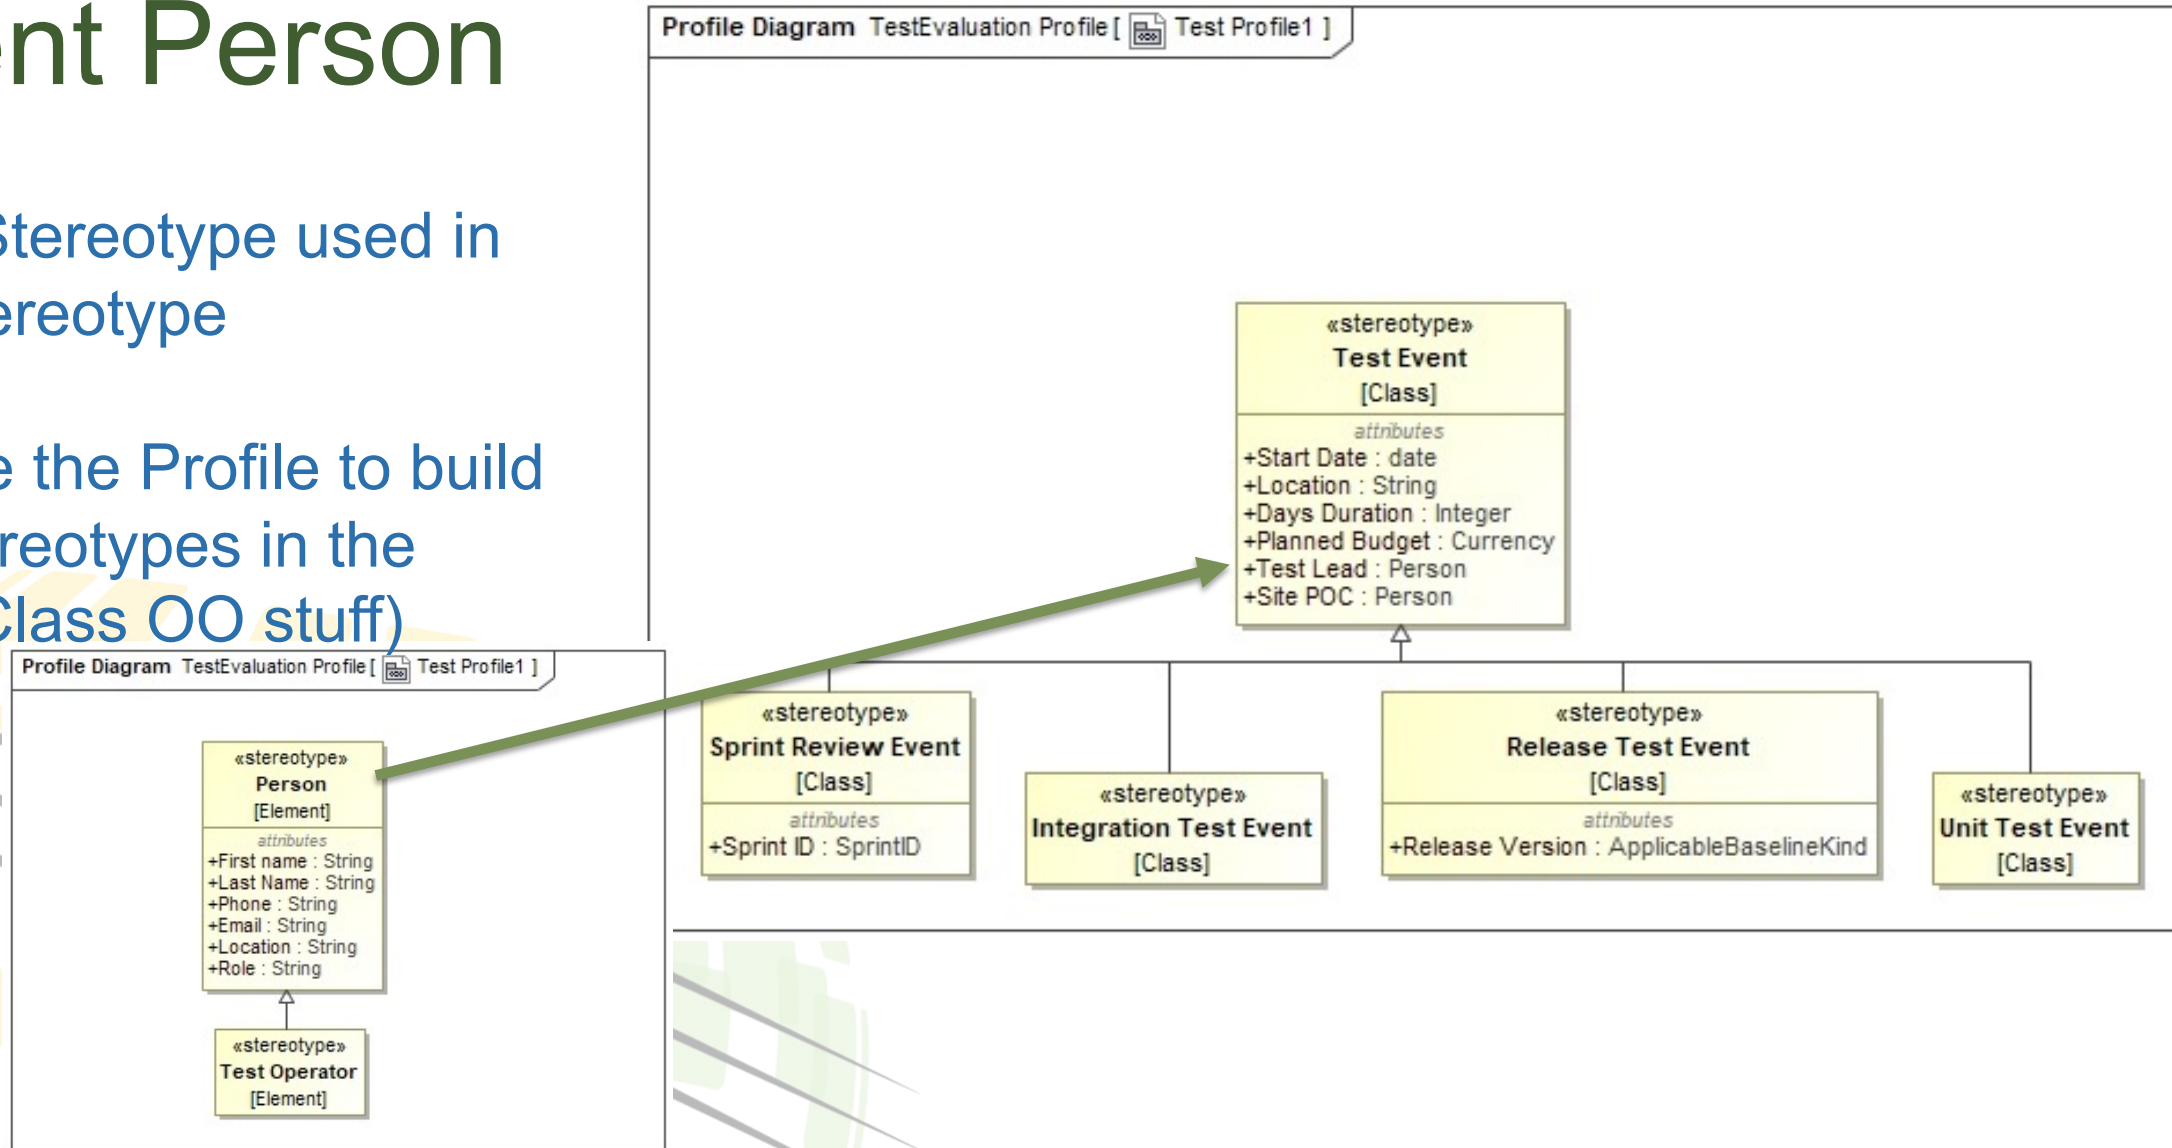 ent Person
Stereotype used in
ereotype
e the Profile to build
reotypes in the
Class OO stuff)
Profile Diagram TestEvaluation Profile [ Test Profile1 ]
«stereotype»
Test Event
[Class]
attributes
+Start Date : date
+Location : String
+Days Duration : Integer
+Planned Budget : Currency
+Test Lead : Person
+Site POC : Person
«stereotype»
Sprint Review Event
[Class]
attributes
+Sprint ID : SprintID
«stereotype»
Integration Test Event
[Class]
«stereotype»
Release Test Event
[Class]
attributes
+Release Version : ApplicableBaselineKind
«stereotype»
Unit Test Event
[Class]
Profile Diagram TestEvaluation Profile [ Test Profile1 ]
«stereotype»
Person
[Element]
attributes
+First name : String
+Last Name : String
+Phone : String
+Email : String
+Location : String
+Role : String
«stereotype»
Test Operator
[Element]